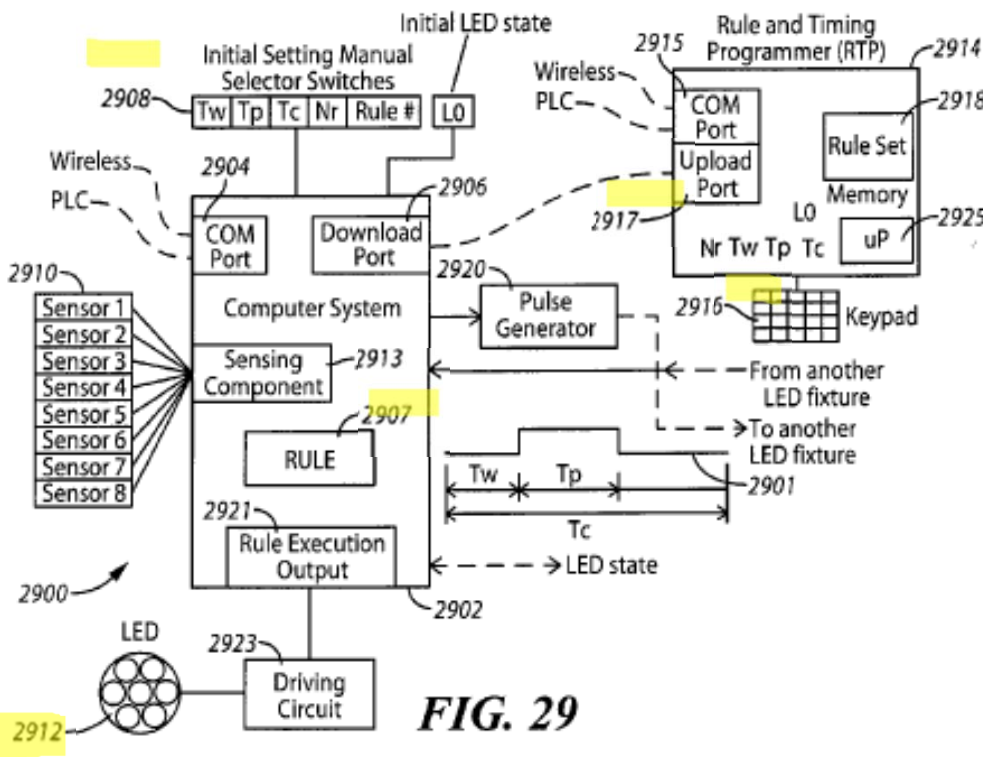 Initial LED state
Initial Setting Manual
Selector Switches
2908
Tw Tp Tc Nr Rule # L0
Rule and Timing
Programmer (RTP)
2914
2915
Wireless
PLC
COM
Port
Upload
Port
2917
2918
Rule Set
Memory
L0
2925
uP
Nr Tw Tp Tc
2916
Keypad
Wireless
PLC
2904
COM
Port
2906
Download
Port
Computer System
2920
Pulse
Generator
2910
Sensor 1
Sensor 2
Sensor 3
Sensor 4
Sensor 5
Sensor 6
Sensor 7
Sensor 8
Sensing
Component
2913
2907
RULE
From another
LED fixture
To another
LED fixture
2901
Tw Tp
Tc
2921
Rule Execution
Output
LED state
2902
2900
LED
2912
2923
Driving
Circuit
FIG. 29